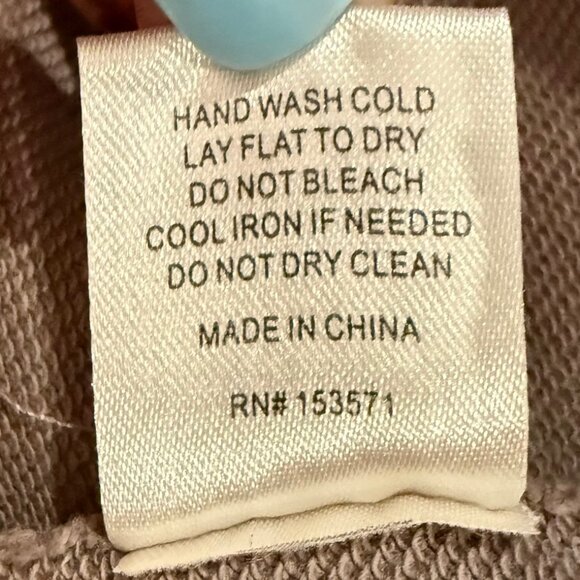 HAND WASH COLD
LAY FLAT TO DRY
DO NOT BLEACH
COOL IRON IF NEEDED
DO NOT DRY CLEAN
MADE IN CHINA
RN# 153571